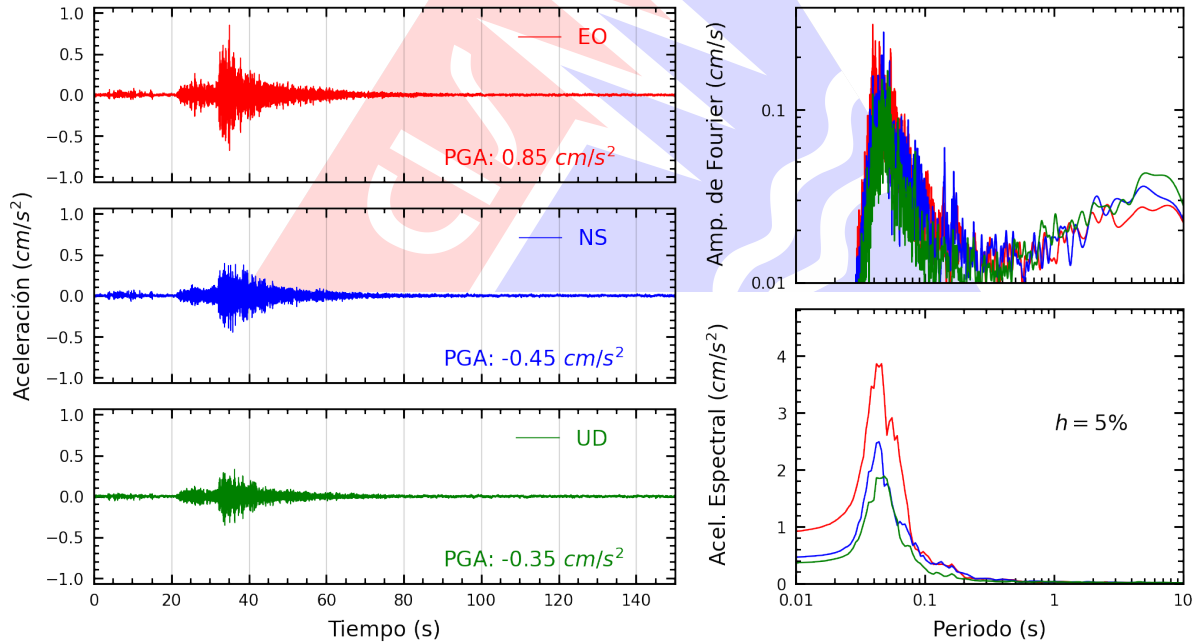 Aceleración (cm/s²)
1.0
0.5
0.0
−0.5
−1.0
EO
PGA: 0.85 cm/s²
1.0
0.5
0.0
−0.5
−1.0
NS
PGA: -0.45 cm/s²
1.0
0.5
0.0
−0.5
−1.0
UD
PGA: -0.35 cm/s²
0 20 40 60 80 100 120 140
Tiempo (s)
Amp. de Fourier (cm/s)
0.1
0.01
Acel. Espectral (cm/s²)
4
3
2
1
0
h = 5%
0.01 0.1 1 10
Periodo (s)